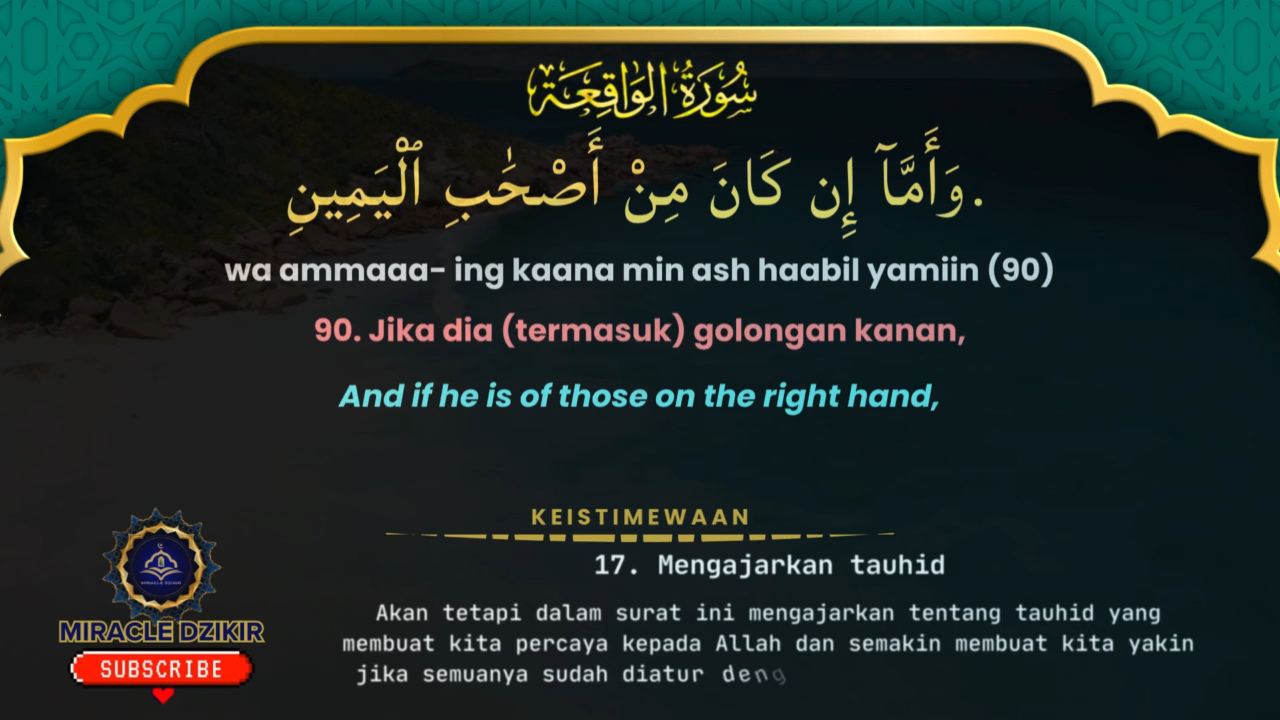 سُورَةُ الوَاقِعَة
وَأَمَّآ إِن كَانَ مِنْ أَصْحَٰبِ ٱلْيَمِينِ.
wa ammaaa- ing kaana min ash haabil yamiin (90)
90. Jika dia (termasuk) golongan kanan,
And if he is of those on the right hand,
KEISTIMEWAAN
17. Mengajarkan tauhid
Akan tetapi dalam surat ini mengajarkan tentang tauhid yang
membuat kita percaya kepada Allah dan semakin membuat kita yakin
jika semuanya sudah diatur deng
MIRACLE DZIKIR
MIRACLE DZIKIR
SUBSCRIBE